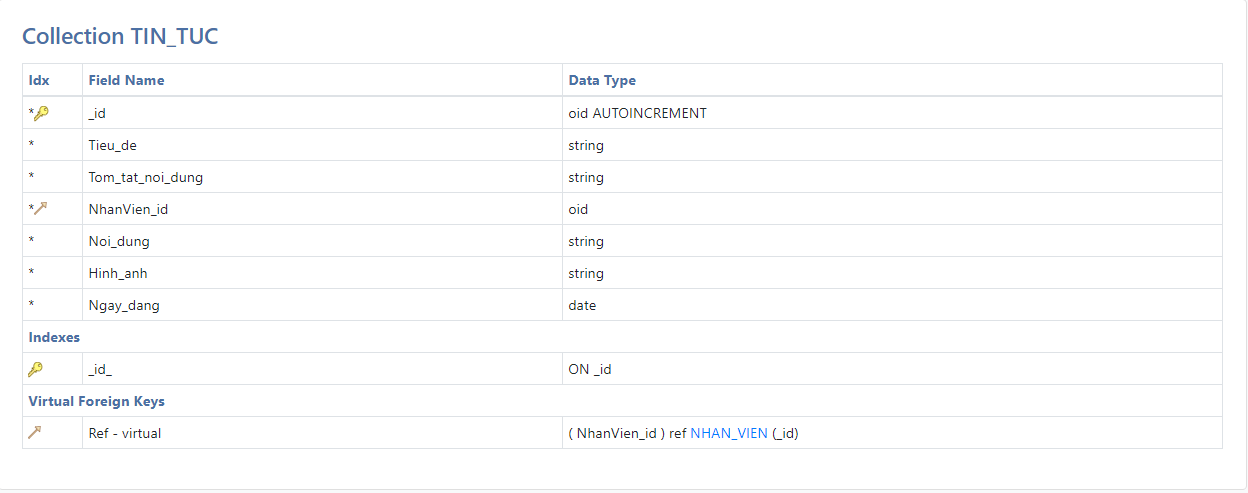 Collection TIN_TUC
Idx Field Name Data Type
* _id oid AUTOINCREMENT
* Tieu_de string
* Tom_tat_noi_dung string
* NhanVien_id oid
* Noi_dung string
* Hinh_anh string
* Ngay_dang date
Indexes
_id_ ON _id
Virtual Foreign Keys
Ref - virtual ( NhanVien_id ) ref NHAN_VIEN (_id)